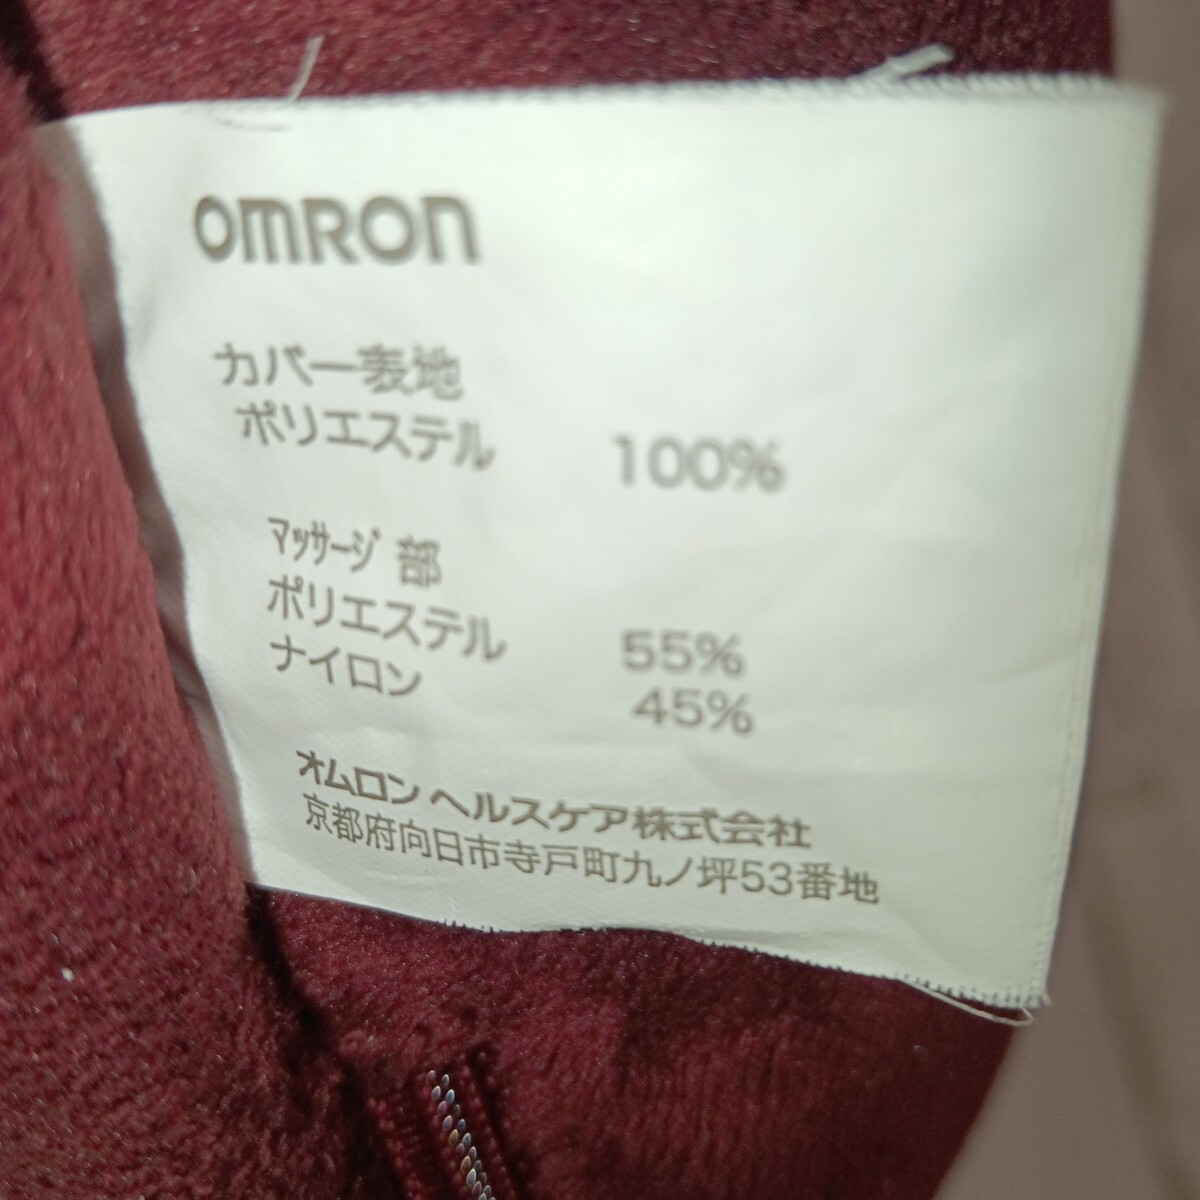 OMRON
カバー表地
ポリエステル 100%
ﾏｯｻｰｼﾞ 部
ポリエステル 55%
ナイロン 45%
オムロン ヘルスケア株式会社
京都府向日市寺戸町九ノ坪53番地